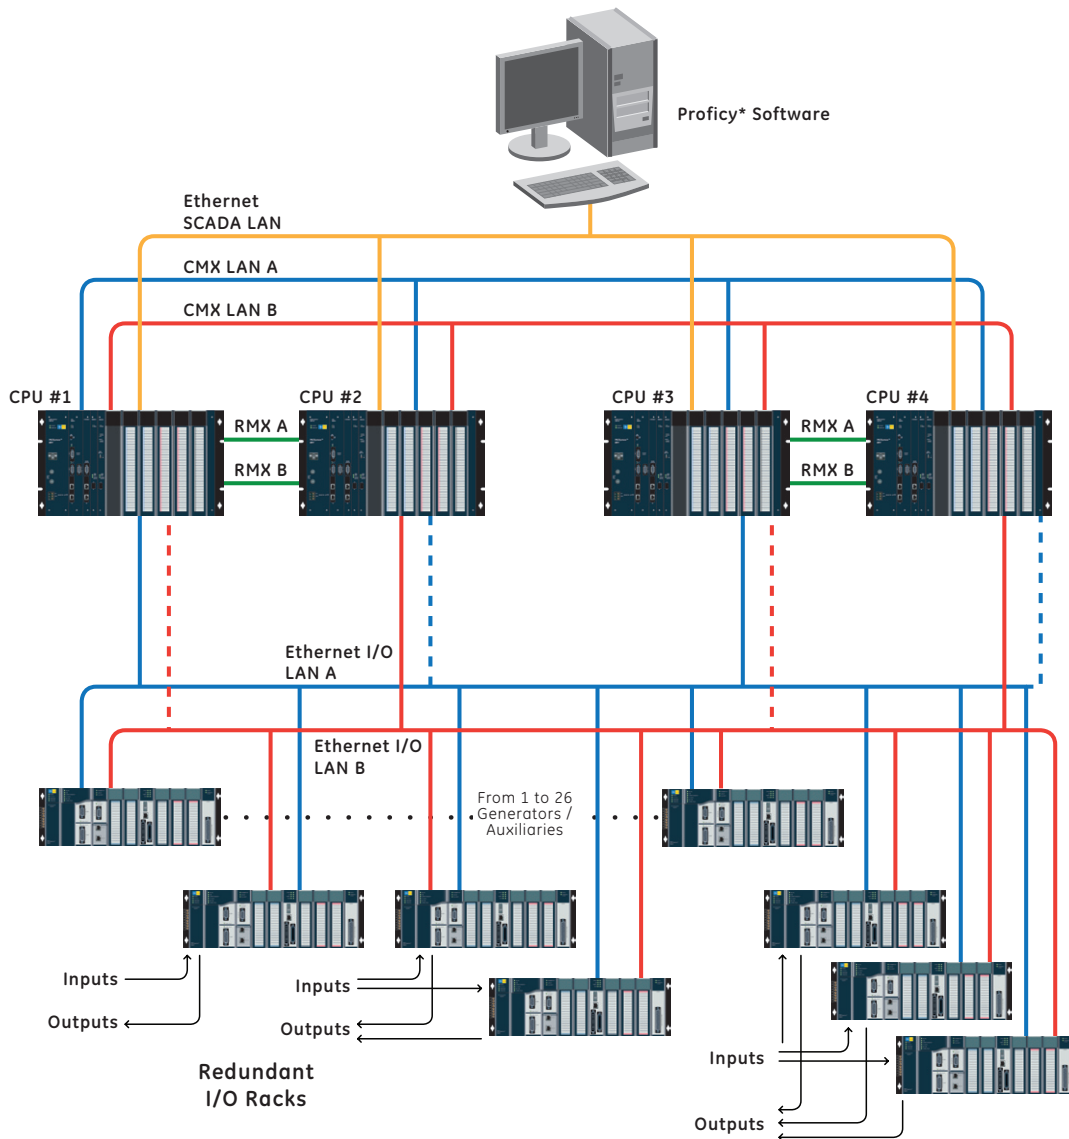 Proficy* Software
Ethernet
SCADA LAN
CMX LAN A
CMX LAN B
CPU #1
CPU #2
CPU #3
CPU #4
RMX A
RMX A
RMX B
RMX B
Ethernet I/O
LAN A
Ethernet I/O
LAN B
From 1 to 26
Generators /
Auxiliaries
Inputs
Outputs
Inputs
Outputs
Redundant
I/O Racks
Inputs
Outputs